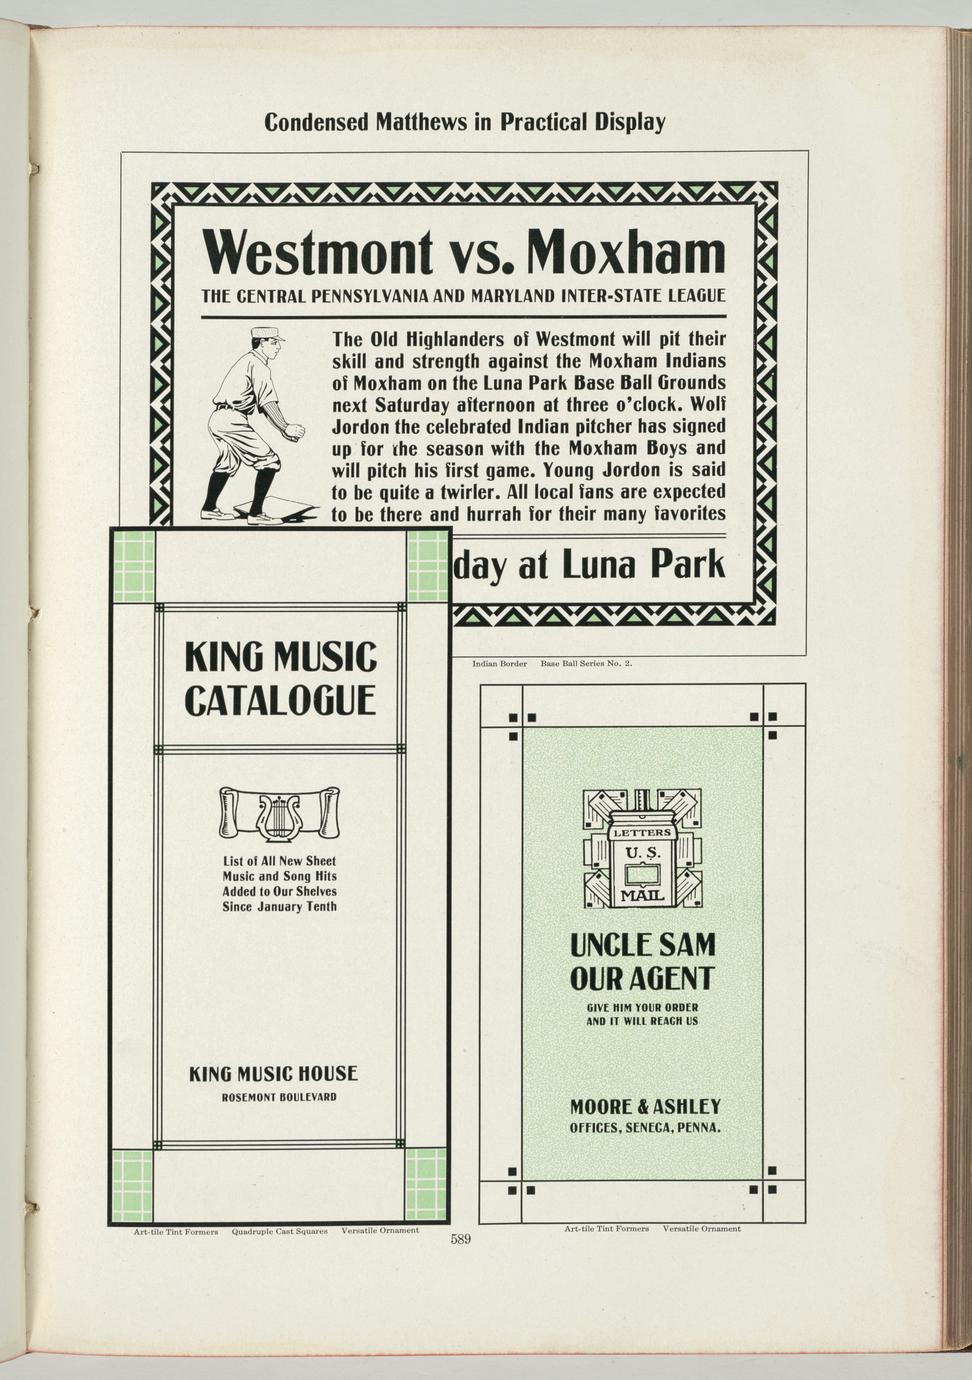 Condensed Matthews in Practical Display
Westmont vs. Moxham
THE CENTRAL PENNSYLVANIA AND MARYLAND INTER-STATE LEAGUE
The Old Highlanders of Westmont will pit their
skill and strength against the Moxham Indians
of Moxham on the Luna Park Base Ball Grounds
next Saturday afternoon at three o'clock. Wolf
Jordon the celebrated Indian pitcher has signed
up for the season with the Moxham Boys and
will pitch his first game. Young Jordon is said
to be quite a twirler. All local fans are expected
to be there and hurrah for their many favorites
day at Luna Park
Indian Border Base Ball Series No. 2.
KING MUSIC
CATALOGUE
List of All New Sheet
Music and Song Hits
Added to Our Shelves
Since January Tenth
KING MUSIC HOUSE
ROSEMONT BOULEVARD
Art-tile Tint Formers Quadruple Cast Squares Versatile Ornament
LETTERS
U. S.
MAIL
UNCLE SAM
OUR AGENT
GIVE HIM YOUR ORDER
AND IT WILL REACH US
MOORE & ASHLEY
OFFICES, SENECA, PENNA.
Art-tile Tint Formers Versatile Ornament
589